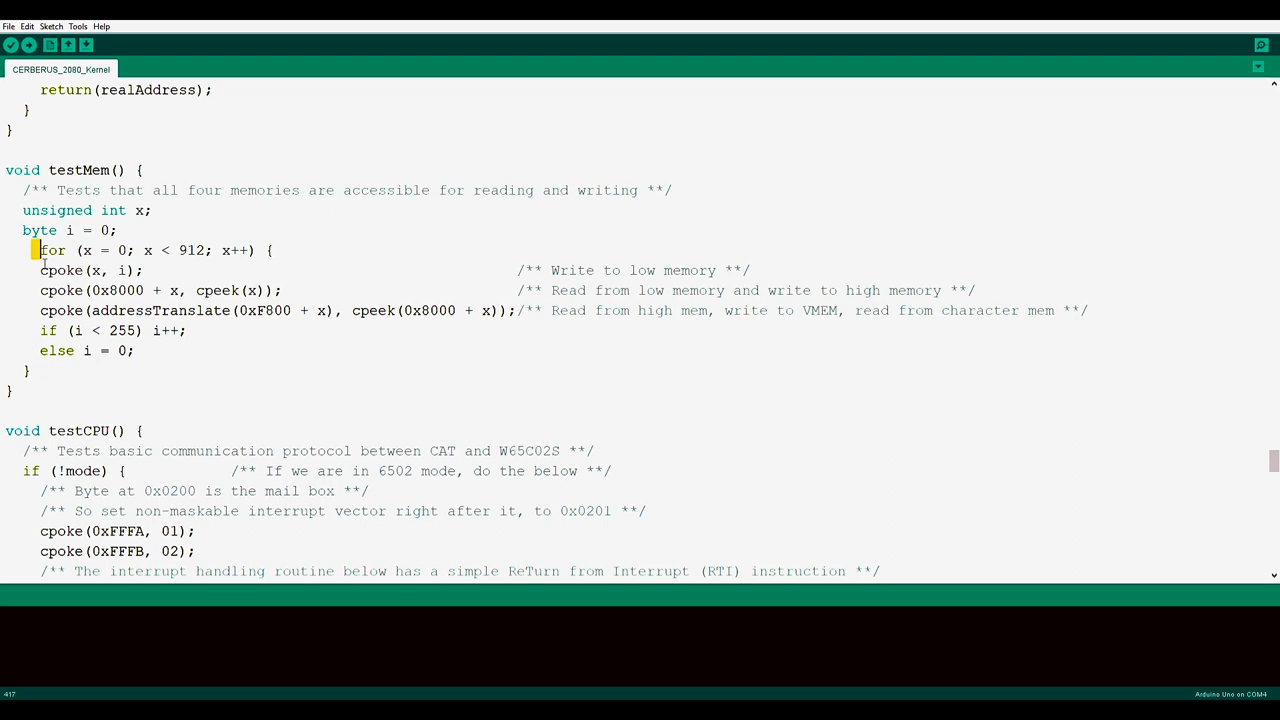 File Edit Sketch Tools Help
CERBERUS_2080_Kernel
return(realAddress);
}
}
void testMem() {
/** Tests that all four memories are accessible for reading and writing **/
unsigned int x;
byte i = 0;
for (x = 0; x < 912; x++) {
cpoke(x, i); /** Write to low memory **/
cpoke(0x8000 + x, cpeek(x)); /** Read from low memory and write to high memory **/
cpoke(addressTranslate(0xF800 + x), cpeek(0x8000 + x));/** Read from high mem, write to VMEM, read from character mem **/
if (i < 255) i++;
else i = 0;
}
}
void testCPU() {
/** Tests basic communication protocol between CAT and W65C02S **/
if (!mode) { /** If we are in 6502 mode, do the below **/
/** Byte at 0x0200 is the mail box **/
/** So set non-maskable interrupt vector right after it, to 0x0201 **/
cpoke(0xFFFA, 01);
cpoke(0xFFFB, 02);
/** The interrupt handling routine below has a simple ReTurn from Interrupt (RTI) instruction **/
417 Arduino Uno on COM4